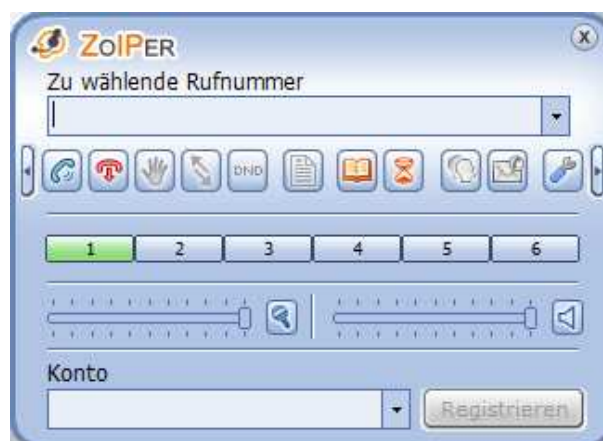 ZoIPER
Zu wählende Rufnummer
DND
1 2 3 4 5 6
Konto
Registrieren